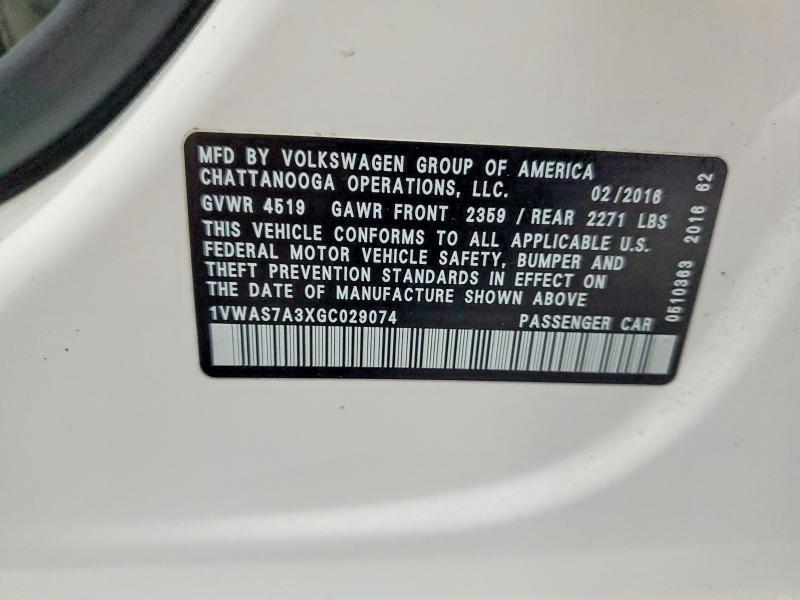 MFD BY VOLKSWAGEN GROUP OF AMERICA
CHATTANOOGA OPERATIONS, LLC. 02/2016
GVWR 4519 GAWR FRONT 2359 / REAR 2271 LBS
THIS VEHICLE CONFORMS TO ALL APPLICABLE U.S.
FEDERAL MOTOR VEHICLE SAFETY, BUMPER AND
THEFT PREVENTION STANDARDS IN EFFECT ON
THE DATE OF MANUFACTURE SHOWN ABOVE
1VWAS7A3XGC029074 PASSENGER CAR
0510363 2016 62